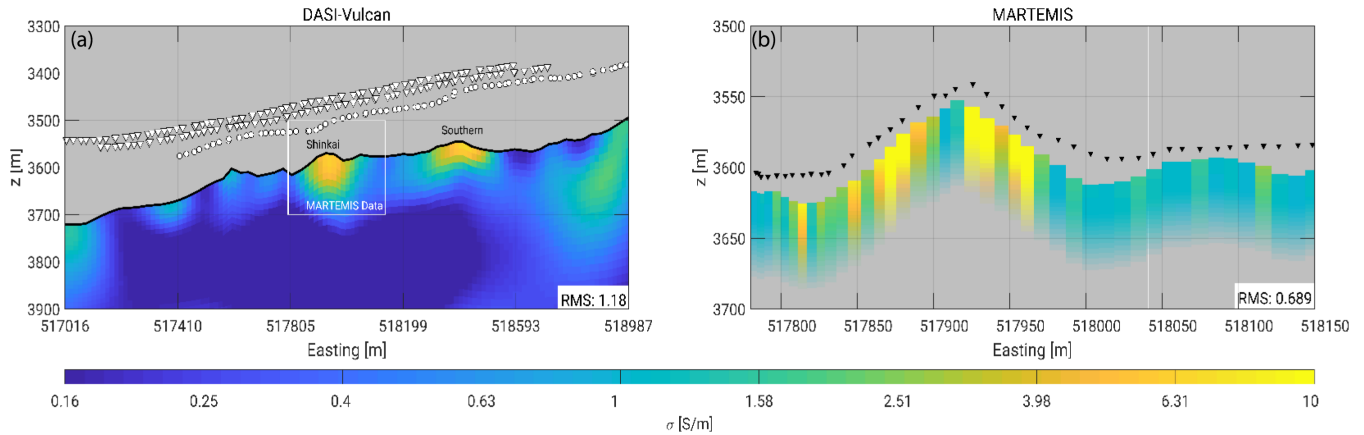 DASI-Vulcan
(a)
3300
3400
3500
3600
3700
3800
3900
z [m]
Shinkai
Southern
MARTEMIS Data
RMS: 1.18
517016 517410 517805 518199 518593 518987
Easting [m]
MARTEMIS
(b)
3500
3550
3600
3650
3700
z [m]
RMS: 0.689
517800 517850 517900 517950 518000 518050 518100 518150
Easting [m]
0.16 0.25 0.4 0.63 1 1.58 2.51 3.98 6.31 10
σ [S/m]